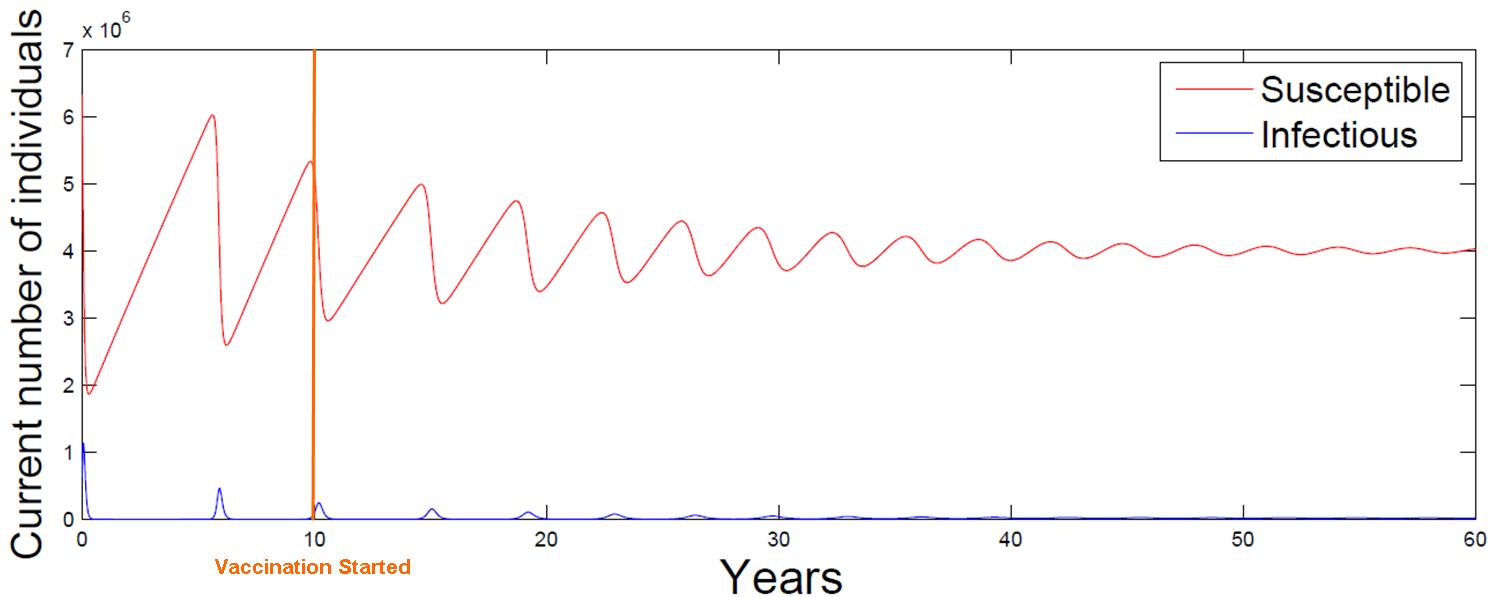 x 10^6
Current number of individuals
7
6
5
4
3
2
1
0
Susceptible
Infectious
0 10 20 30 40 50 60
Vaccination Started
Years